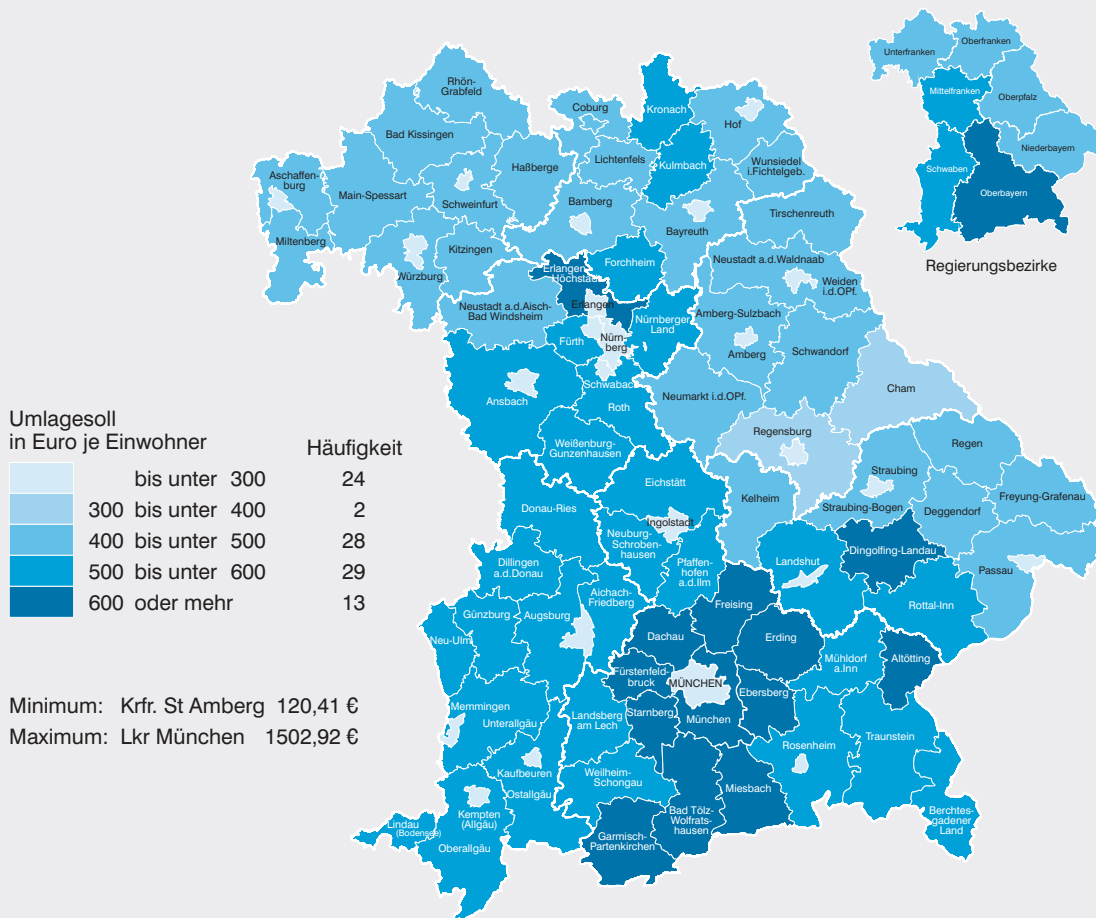 Unterfranken
Oberfranken
Mittelfranken
Oberpfalz
Niederbayern
Schwaben
Oberbayern
Regierungsbezirke
Rhön-
Grabfeld
Coburg
Kronach
Hof
Bad Kissingen
Lichtenfels
Kulmbach
Wunsiedel
i.Fichtelgeb.
Haßberge
Aschaffen-
burg
Main-Spessart
Schweinfurt
Bamberg
Tirschenreuth
Miltenberg
Kitzingen
Bayreuth
Würzburg
Forchheim
Neustadt a.d.Waldnaab
Erlangen-
Höchstadt
Weiden
i.d.OPf.
Neustadt a.d.Aisch-
Bad Windsheim
Erlangen
Nürnberger
Land
Amberg-Sulzbach
Fürth
Nürn-
berg
Amberg
Schwandorf
Schwabach
Cham
Ansbach
Roth
Neumarkt i.d.OPf.
Regensburg
Weißenburg-
Gunzenhausen
Regen
Straubing
Eichstätt
Kelheim
Freyung-Grafenau
Donau-Ries
Straubing-Bogen
Deggendorf
Ingolstadt
Neuburg-
Schroben-
hausen
Dingolfing-Landau
Landshut
Dillingen
a.d.Donau
Pfaffen-
hofen
a.d.Ilm
Passau
Aichach-
Friedberg
Freising
Rottal-Inn
Günzburg
Augsburg
Dachau
Erding
Neu-Ulm
Mühldorf
a.Inn
Altötting
Fürstenfeld-
bruck
MÜNCHEN
Ebersberg
Memmingen
Unterallgäu
Landsberg
am Lech
Starnberg
München
Rosenheim
Traunstein
Kaufbeuren
Ostallgäu
Weilheim-
Schongau
Miesbach
Bad Tölz-
Wolfrats-
hausen
Berchtes-
gadener
Land
Kempten
(Allgäu)
Lindau
(Bodensee)
Oberallgäu
Garmisch-
Partenkirchen
Umlagesoll
in Euro je Einwohner
Häufigkeit
bis unter 300 24
300 bis unter 400 2
400 bis unter 500 28
500 bis unter 600 29
600 oder mehr 13
Minimum: Krfr. St Amberg 120,41 €
Maximum: Lkr München 1502,92 €